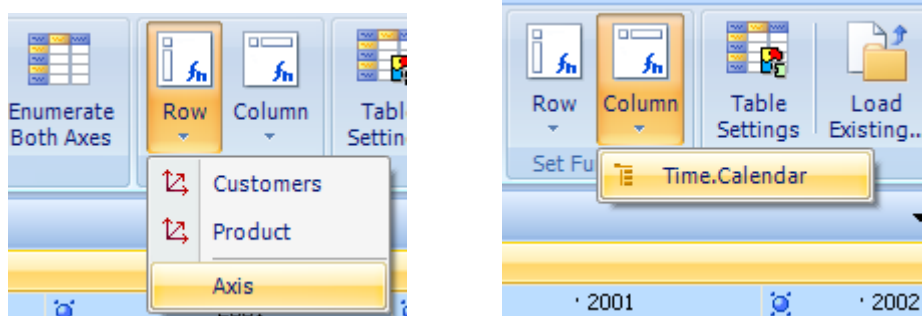 Enumerate
Both Axes
Row
Column
Tabl
Settin
Customers
Product
Axis
Row
Column
Table
Settings
Load
Existing...
Set Fu
Time.Calendar
2001
2002